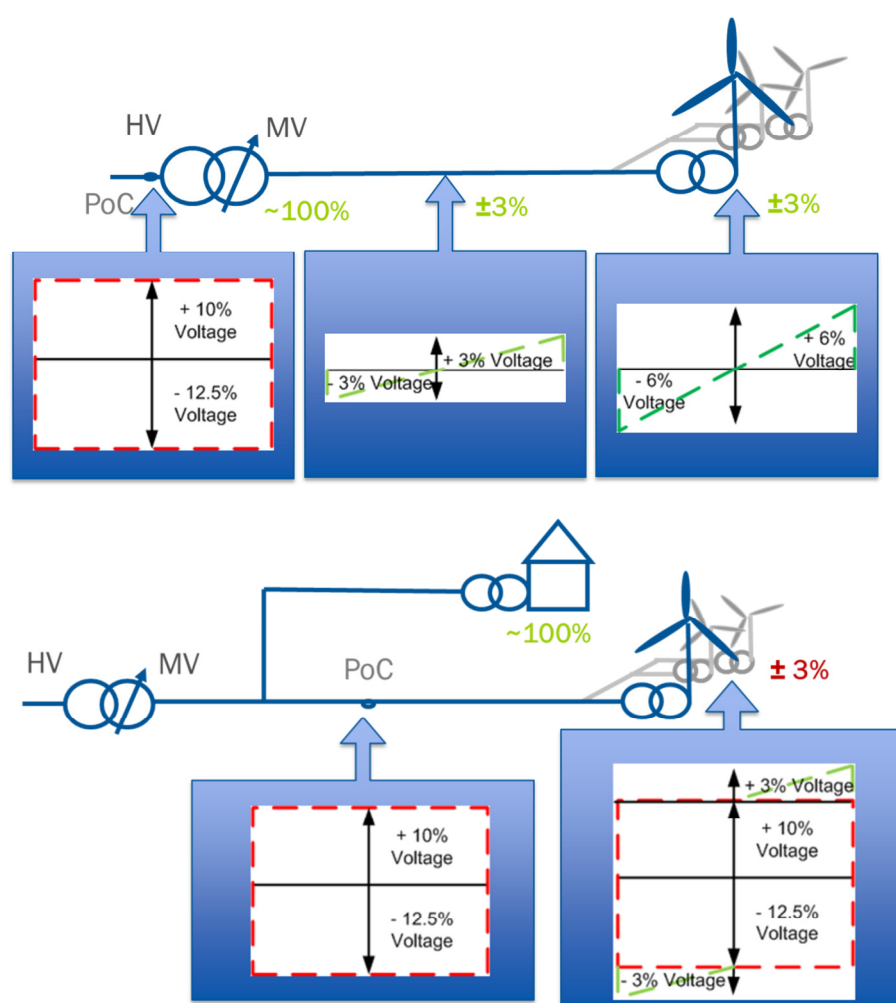 HV
MV
PoC
~100%
±3%
±3%
+ 10%
Voltage
- 12.5%
Voltage
+ 3% Voltage
- 3% Voltage
+ 6%
Voltage
- 6%
Voltage
~100%
HV
MV
PoC
± 3%
+ 10%
Voltage
- 12.5%
Voltage
+ 3% Voltage
+ 10%
Voltage
- 12.5%
Voltage
- 3% Voltage